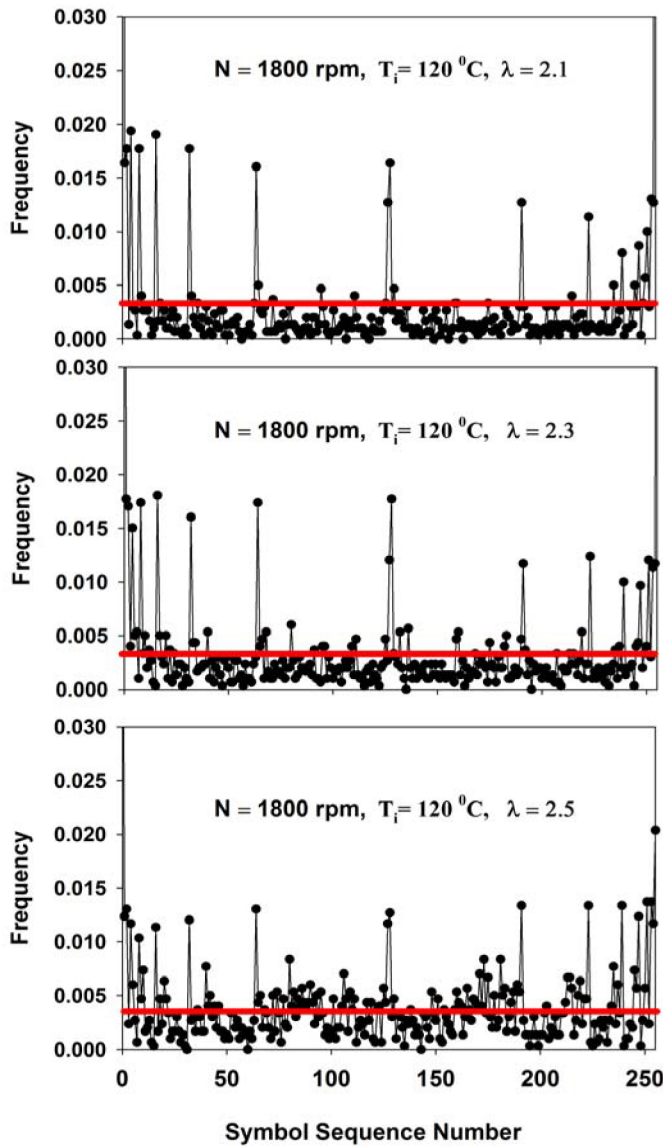 0.030
N = 1800 rpm, Tᵢ= 120 ⁰C, λ = 2.1
0.025
0.020
Frequency
0.015
0.010
0.005
0.000
0.030
0.025
N = 1800 rpm, Tᵢ= 120 ⁰C, λ = 2.3
0.020
Frequency
0.015
0.010
0.005
0.000
0.030
0.025
N = 1800 rpm, Tᵢ= 120 ⁰C, λ = 2.5
0.020
Frequency
0.015
0.010
0.005
0.000
0 50 100 150 200 250
Symbol Sequence Number